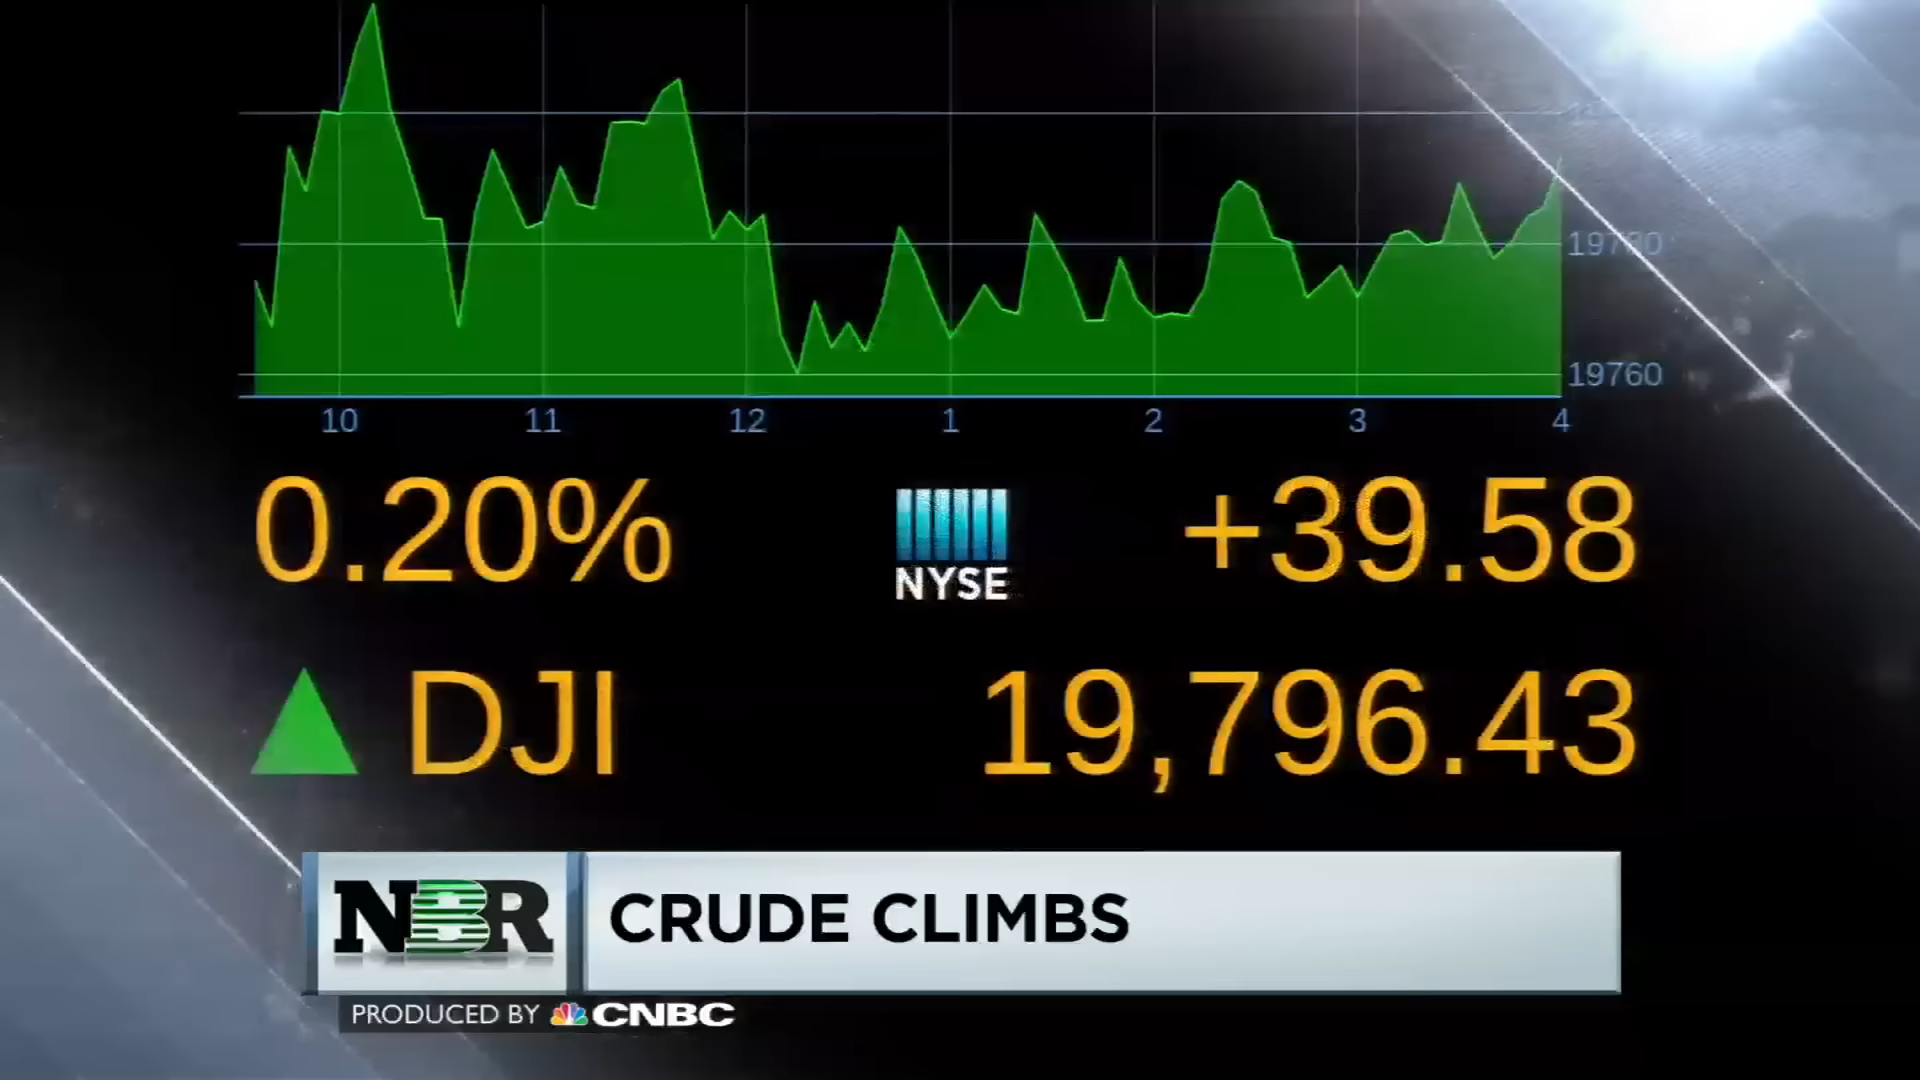 19780
19760
10 11 12 1 2 3 4
0.20% NYSE +39.58
DJI 19,796.43
NBR CRUDE CLIMBS
PRODUCED BY CNBC